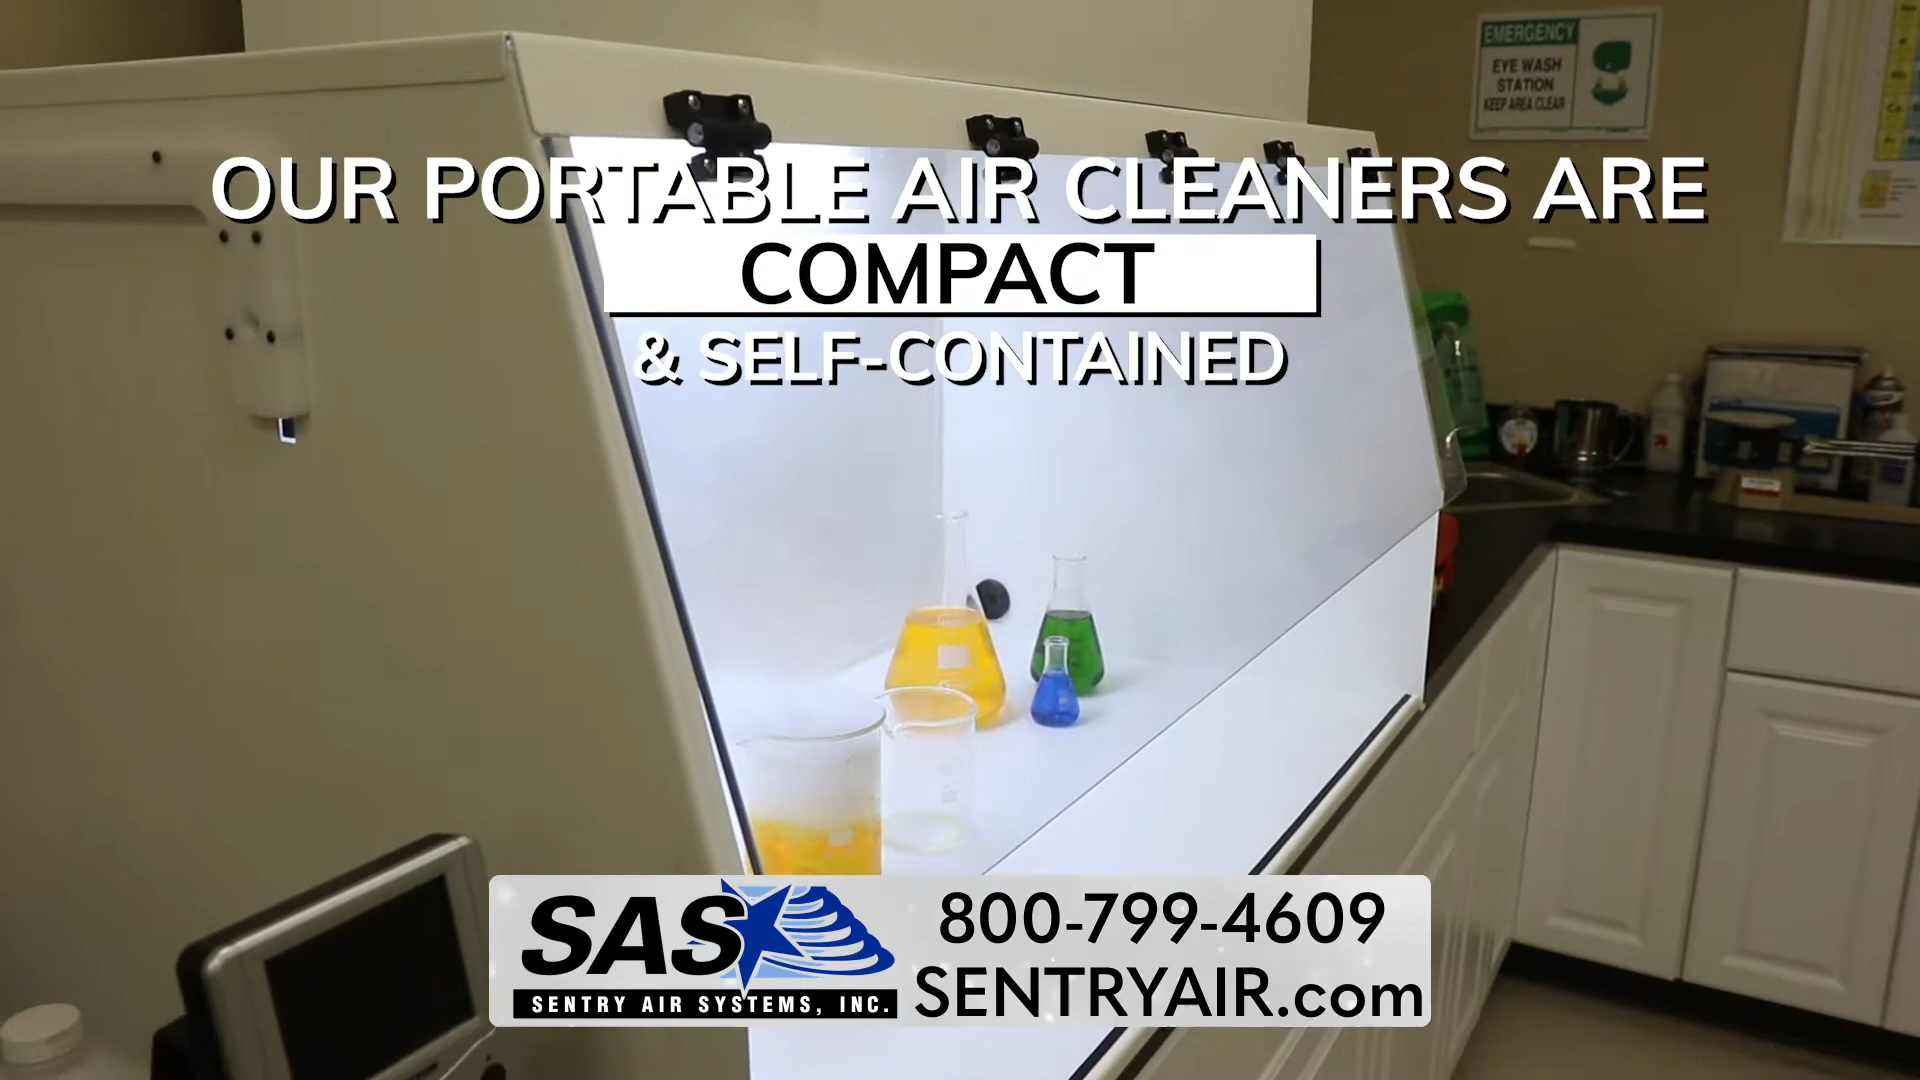 EMERGENCY
EYE WASH
STATION
KEEP AREA CLEAR
OUR PORTABLE AIR CLEANERS ARE
COMPACT
& SELF-CONTAINED
SAS
SENTRY AIR SYSTEMS, INC.
800-799-4609
SENTRYAIR.com